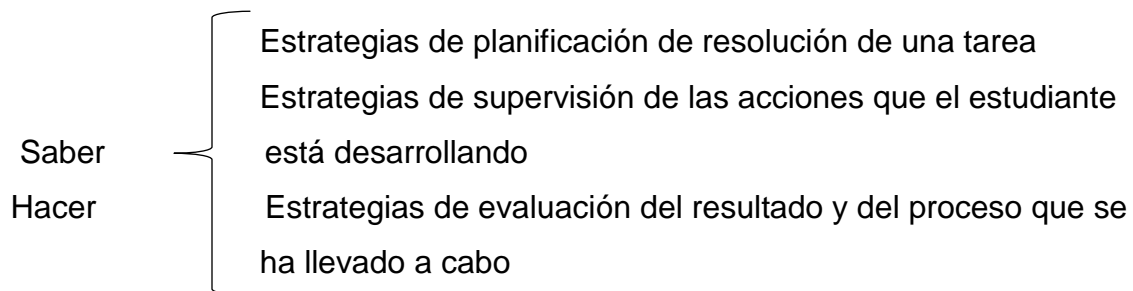 Estrategias de planificación de resolución de una tarea
Estrategias de supervisión de las acciones que el estudiante
Saber
está desarrollando
Hacer
Estrategias de evaluación del resultado y del proceso que se
ha llevado a cabo